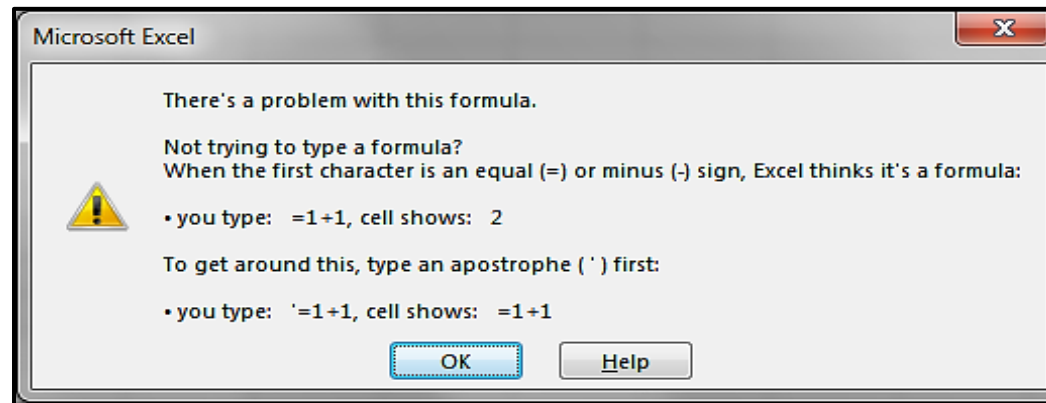 Microsoft Excel
There's a problem with this formula.
Not trying to type a formula?
When the first character is an equal (=) or minus (-) sign, Excel thinks it's a formula:
• you type:   =1+1, cell shows:   2
To get around this, type an apostrophe ( ' ) first:
• you type:   '=1+1, cell shows:   =1+1
OK
Help